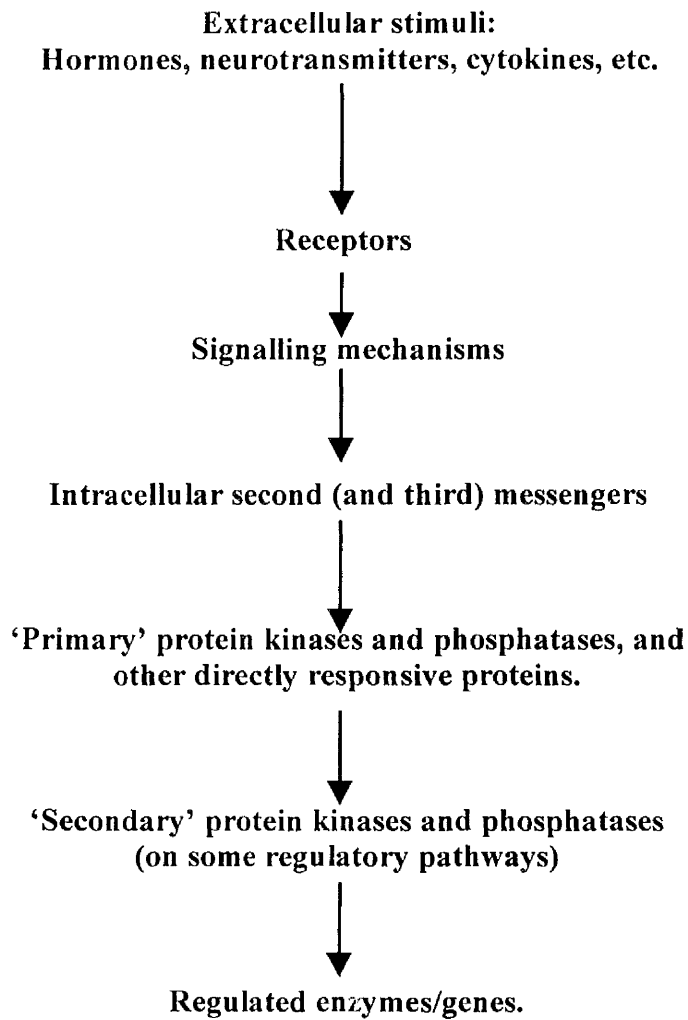 Extracellular stimuli:
Hormones, neurotransmitters, cytokines, etc.
Receptors
Signalling mechanisms
Intracellular second (and third) messengers
‘Primary’ protein kinases and phosphatases, and
other directly responsive proteins.
‘Secondary’ protein kinases and phosphatases
(on some regulatory pathways)
Regulated enzymes/genes.